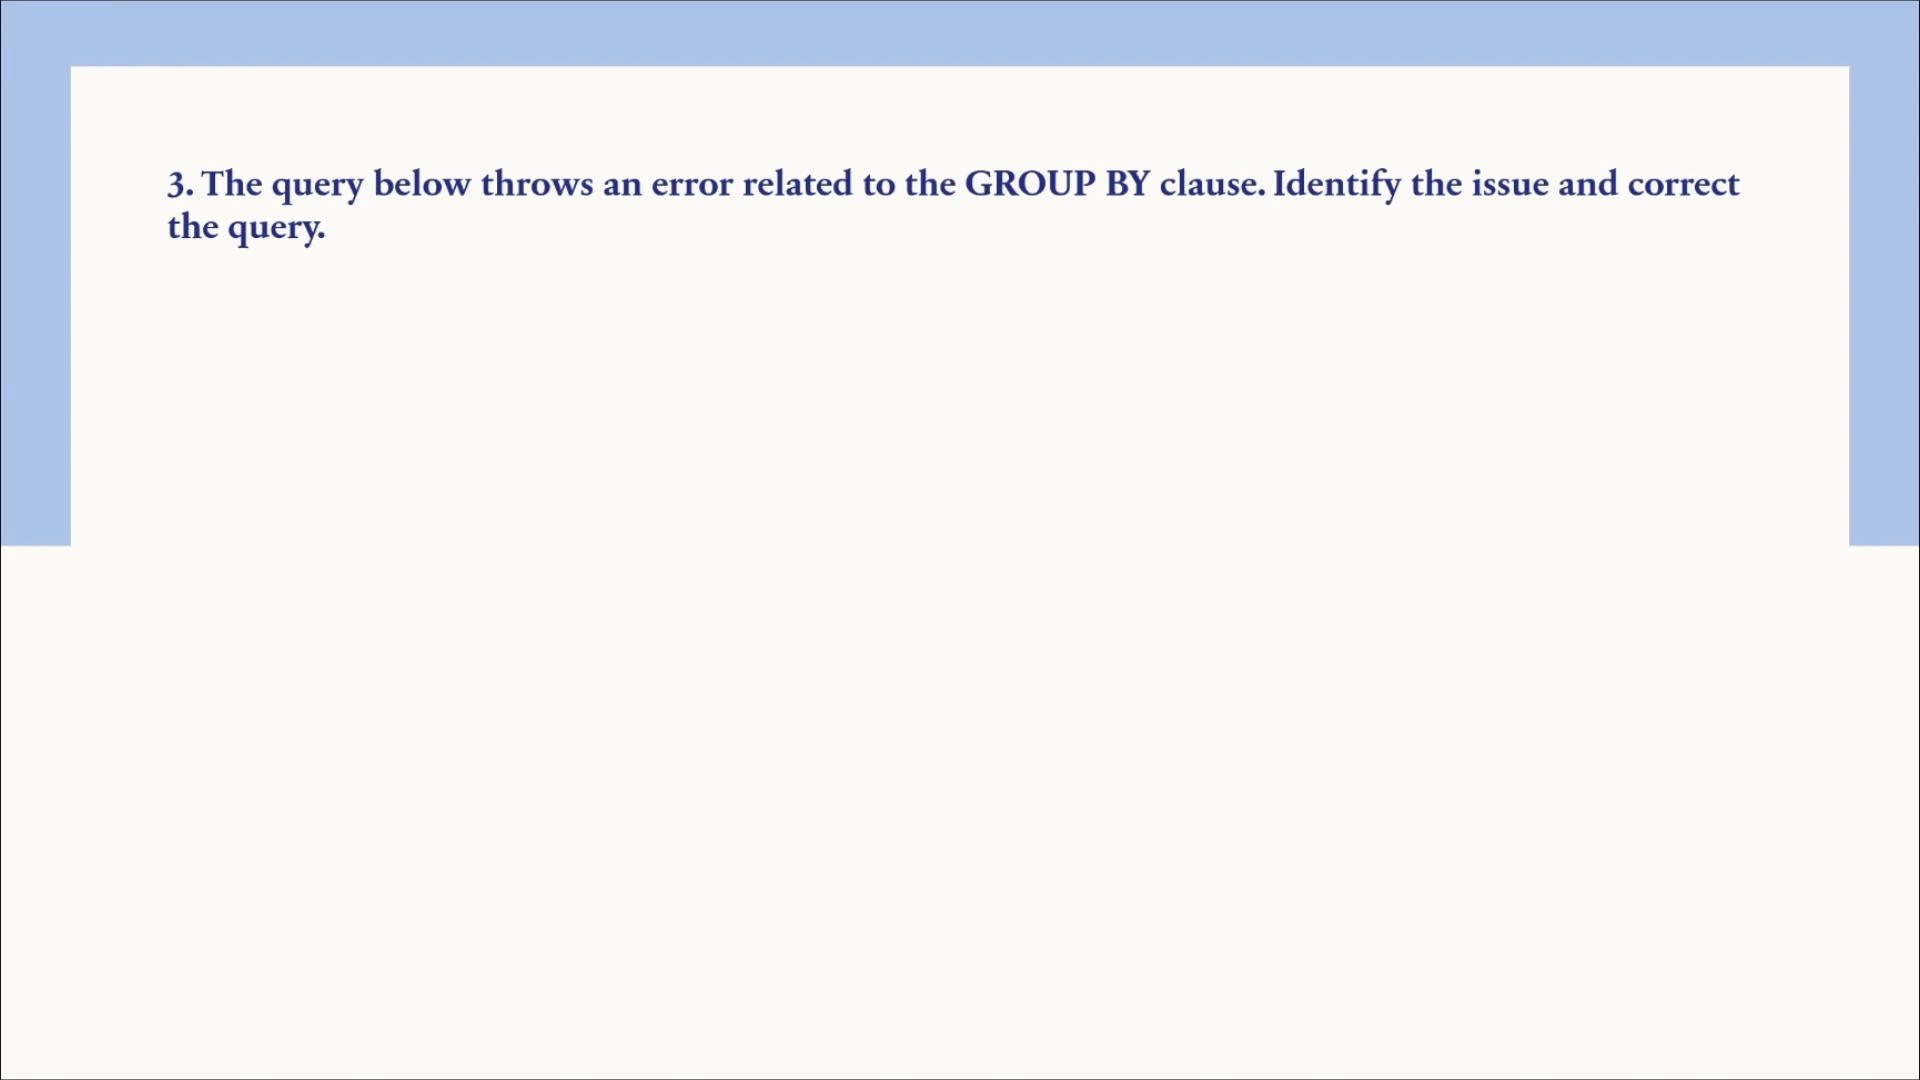 3. The query below throws an error related to the GROUP BY clause. Identify the issue and correct
the query.